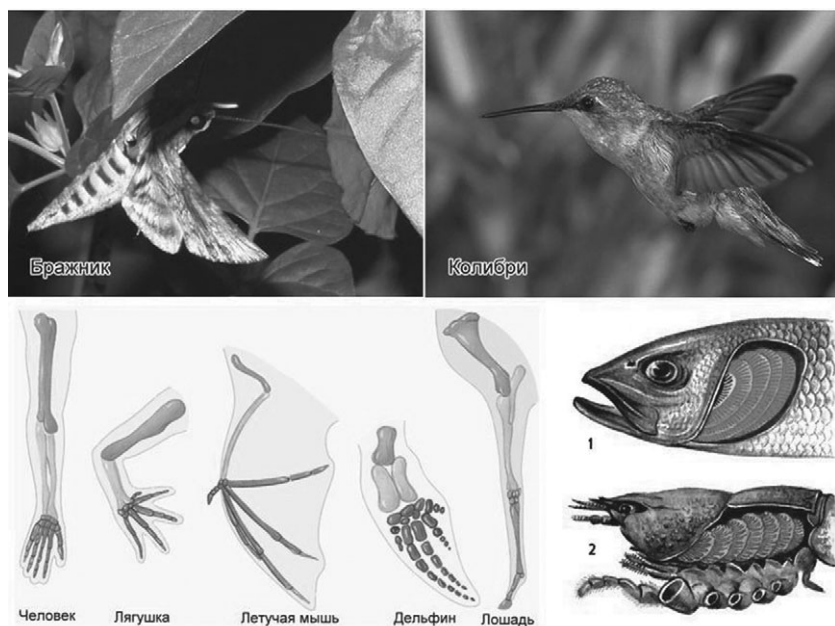 Бражник
Колибри
1
2
Человек
Лягушка
Летучая мышь
Дельфин
Лошадь